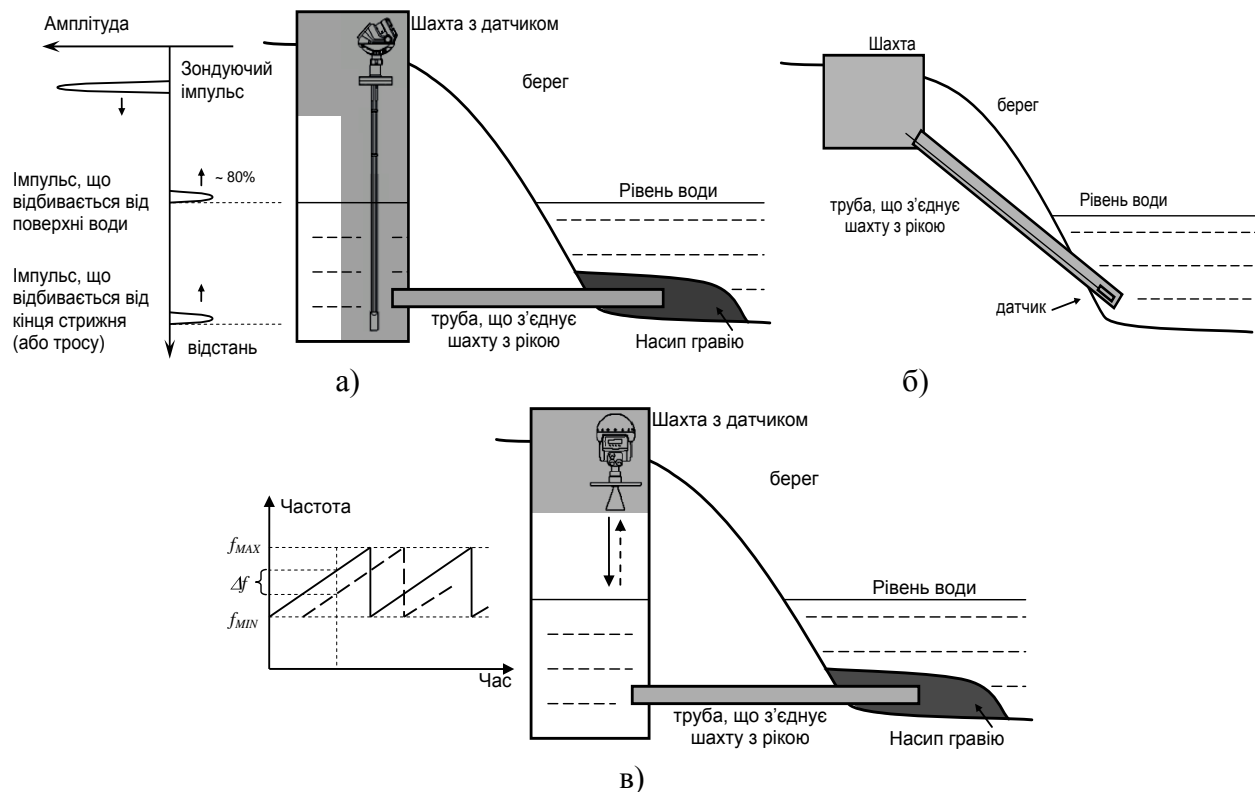 Амплітуда
Зондуючий
імпульс
Імпульс, що
відбивається від
поверхні води
~ 80%
Імпульс, що
відбивається від
кінця стрижня
(або тросу)
відстань
Шахта з датчиком
берег
Рівень води
труба, що з’єднує
шахту з рікою
Насип гравію
а)
Шахта
берег
Рівень води
труба, що з’єднує
шахту з рікою
датчик
б)
Частота
fMAX
Δf
fMIN
Час
Шахта з датчиком
берег
Рівень води
труба, що з’єднує
шахту з рікою
Насип гравію
в)